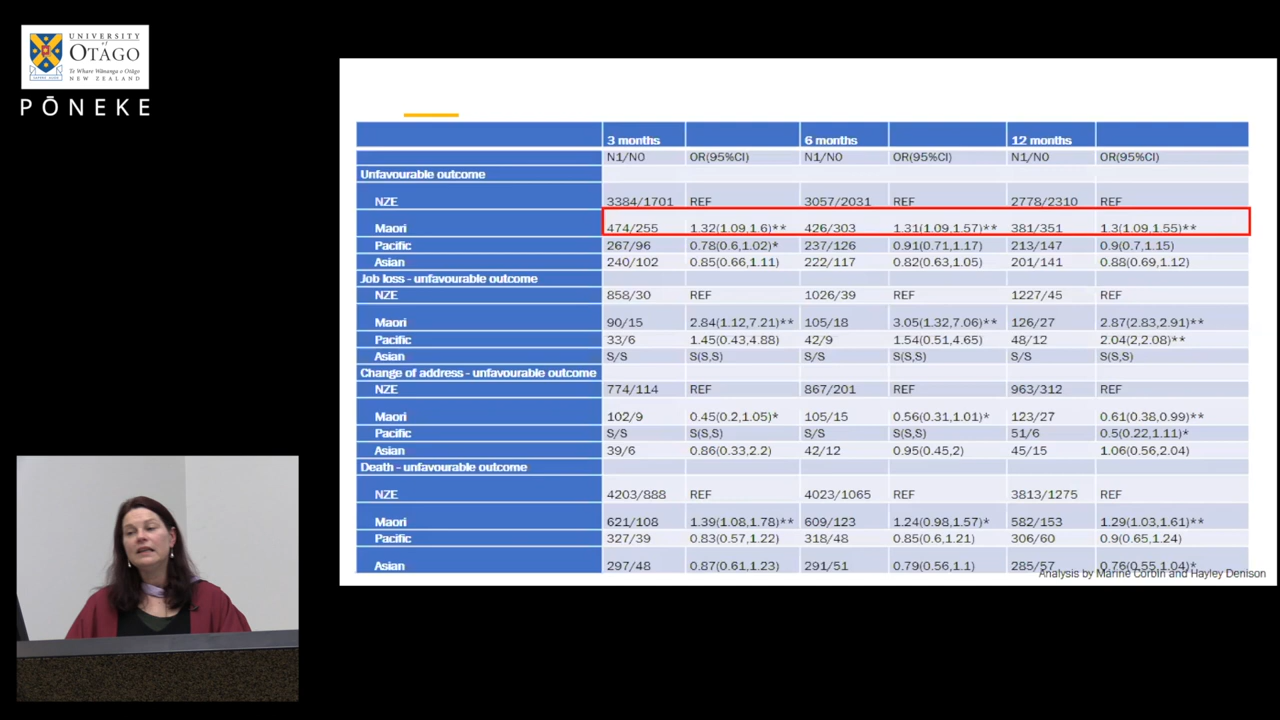 UNIVERSITY
of
OTAGO
Te Whare Wānanga o Otāgo
NEW ZEALAND
PŌNEKE
3 months 6 months 12 months
N1/N0 OR(95%CI) N1/N0 OR(95%CI) N1/N0 OR(95%CI)
Unfavourable outcome
NZE 3384/1701 REF 3057/2031 REF 2778/2310 REF
Maori 474/255 1.32(1.09,1.6)** 426/303 1.31(1.09,1.57)** 381/351 1.3(1.09,1.55)**
Pacific 267/96 0.78(0.6,1.02)* 237/126 0.91(0.71,1.17) 213/147 0.9(0.7,1.15)
Asian 240/102 0.85(0.66,1.11) 222/117 0.82(0.63,1.05) 201/141 0.88(0.69,1.12)
Job loss - unfavourable outcome
NZE 858/30 REF 1026/39 REF 1227/45 REF
Maori 90/15 2.84(1.12,7.21)** 105/18 3.05(1.32,7.06)** 126/27 2.87(2.83,2.91)**
Pacific 33/6 1.45(0.43,4.88) 42/9 1.54(0.51,4.65) 48/12 2.04(2,2.08)**
Asian S/S S(S,S) S/S S(S,S) S/S S(S,S)
Change of address - unfavourable outcome
NZE 774/114 REF 867/201 REF 963/312 REF
Maori 102/9 0.45(0.2,1.05)* 105/15 0.56(0.31,1.01)* 123/27 0.61(0.38,0.99)**
Pacific S/S S(S,S) S/S S(S,S) 51/6 0.5(0.22,1.11)*
Asian 39/6 0.86(0.33,2.2) 42/12 0.95(0.45,2) 45/15 1.06(0.56,2.04)
Death - unfavourable outcome
NZE 4203/888 REF 4023/1065 REF 3813/1275 REF
Maori 621/108 1.39(1.08,1.78)** 609/123 1.24(0.98,1.57)* 582/153 1.29(1.03,1.61)**
Pacific 327/39 0.83(0.57,1.22) 318/48 0.85(0.6,1.21) 306/60 0.9(0.65,1.24)
Asian 297/48 0.87(0.61,1.23) 291/51 0.79(0.56,1.1) 285/57 0.76(0.55,1.04)*
Analysis by Marine Corbin and Hayley Denison